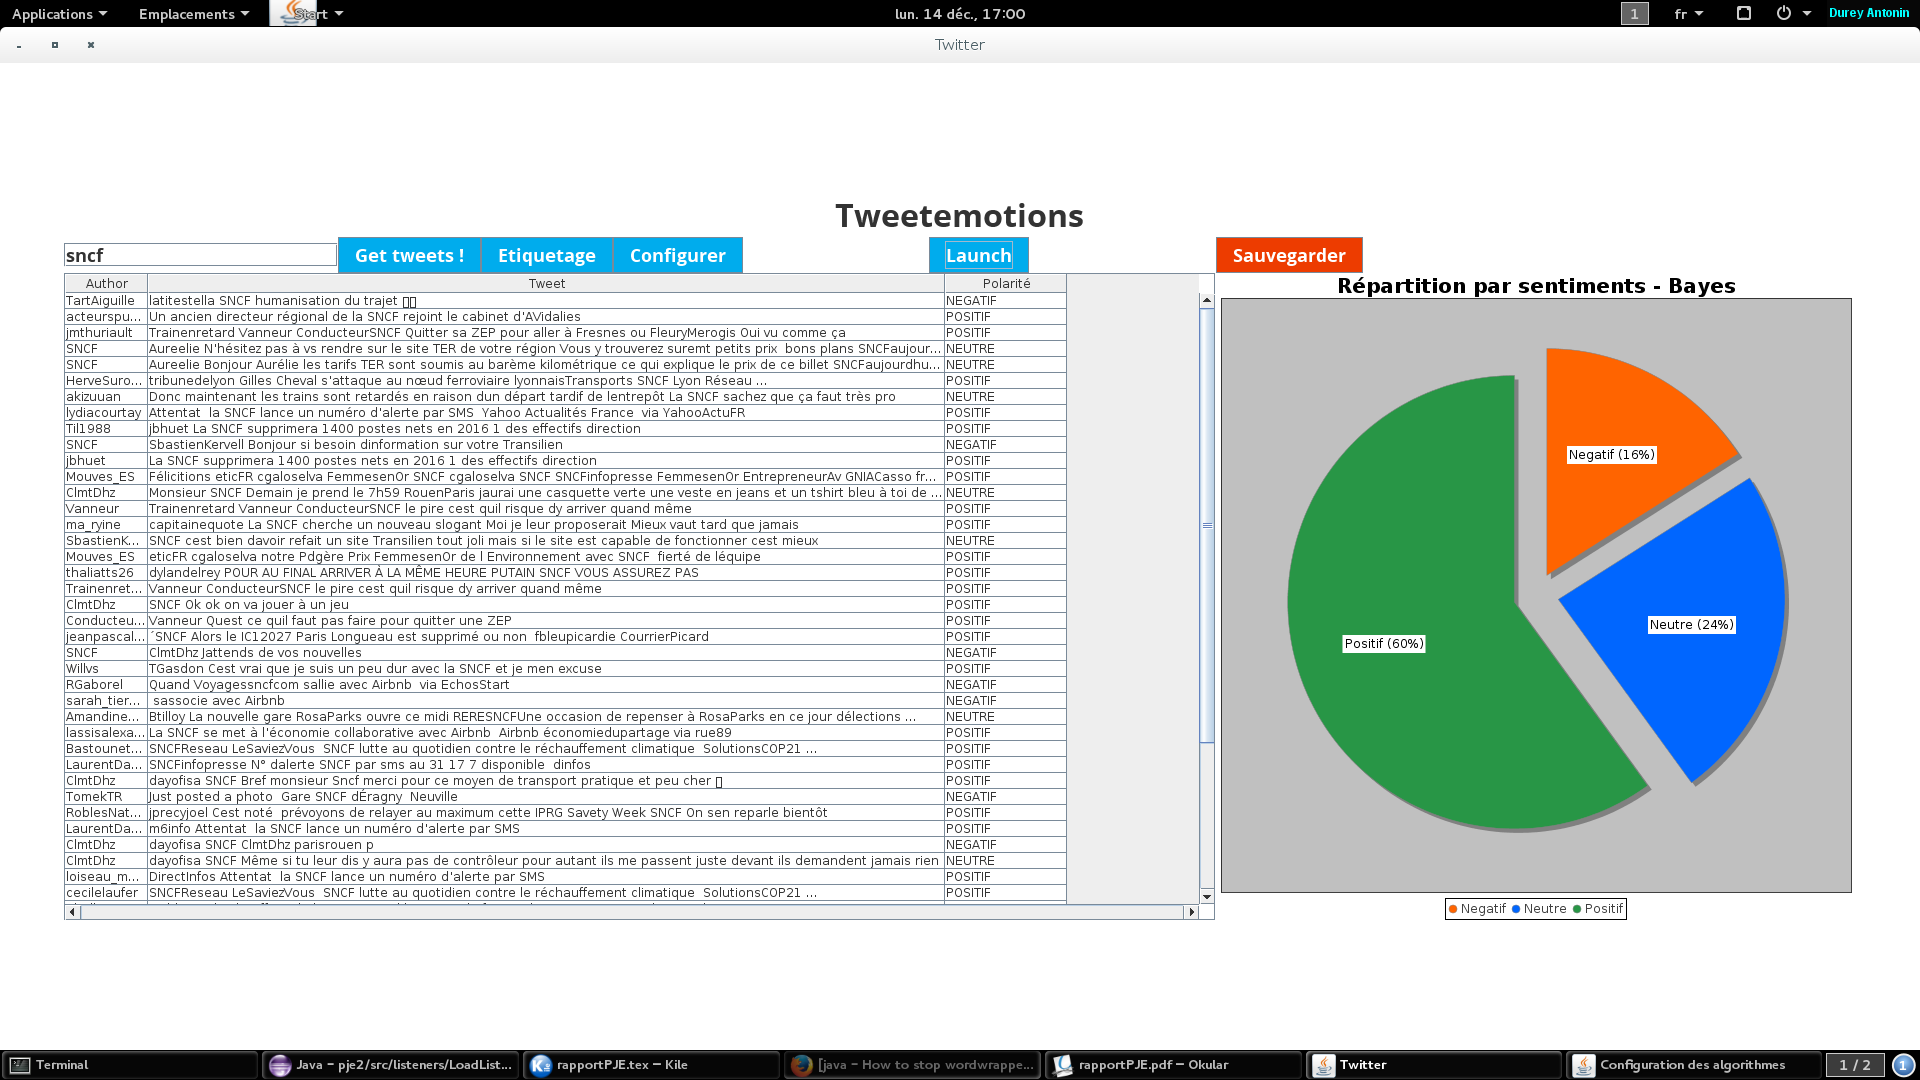 Applications Emplacements Start lun. 14 déc., 17:00 1 fr Durey Antonin
Twitter
Tweetemotions
sncf Get tweets ! Etiquetage Configurer Launch Sauvegarder
Author Tweet Polarité
TartAiguille latitestella SNCF humanisation du trajet NEGATIF
acteurspu... Un ancien directeur régional de la SNCF rejoint le cabinet d'AVidalies POSITIF
jmthuriault Trainenretard Vanneur ConducteurSNCF Quitter sa ZEP pour aller à Fresnes ou FleuryMerogis Oui vu comme ça POSITIF
SNCF Aureelie N'hésitez pas à vs rendre sur le site TER de votre région Vous y trouverez suremt petits prix bons plans SNCFaujour... NEUTRE
SNCF Aureelie Bonjour Aurélie les tarifs TER sont soumis au barème kilométrique ce qui explique le prix de ce billet SNCFaujourdhu... NEUTRE
HerveSuro... tribunedelyon Gilles Cheval s'attaque au nœud ferroviaire lyonnaisTransports SNCF Lyon Réseau ... POSITIF
akizuuan Donc maintenant les trains sont retardés en raison dun départ tardif de lentrepôt La SNCF sachez que ça faut très pro NEUTRE
lydiacourtay Attentat la SNCF lance un numéro d'alerte par SMS Yahoo Actualités France via YahooActuFR POSITIF
Til1988 jbhuet La SNCF supprimera 1400 postes nets en 2016 1 des effectifs direction POSITIF
SNCF SbastienKervell Bonjour si besoin dinformation sur votre Transilien NEGATIF
jbhuet La SNCF supprimera 1400 postes nets en 2016 1 des effectifs direction POSITIF
Mouves_ES Félicitions eticFR cgaloselva FemmesenOr SNCF cgaloselva SNCF SNCFinfopresse FemmesenOr EntrepreneurAv GNIACasso fr... POSITIF
ClmtDhz Monsieur SNCF Demain je prend le 7h59 RouenParis jaurai une casquette verte une veste en jeans et un tshirt bleu à toi de ... NEUTRE
Vanneur Trainenretard Vanneur ConducteurSNCF le pire cest quil risque dy arriver quand même POSITIF
ma_ryine capitainequote La SNCF cherche un nouveau slogant Moi je leur proposerait Mieux vaut tard que jamais POSITIF
SbastienK... SNCF cest bien davoir refait un site Transilien tout joli mais si le site est capable de fonctionner cest mieux NEUTRE
Mouves_ES eticFR cgaloselva notre Pdgère Prix FemmesenOr de l Environnement avec SNCF fierté de léquipe POSITIF
thaliatts26 dylandelrey POUR AU FINAL ARRIVER À LA MÊME HEURE PUTAIN SNCF VOUS ASSUREZ PAS POSITIF
Trainenret... Vanneur ConducteurSNCF le pire cest quil risque dy arriver quand même POSITIF
ClmtDhz SNCF Ok ok on va jouer à un jeu POSITIF
Conducteu... Vanneur Quest ce quil faut pas faire pour quitter une ZEP POSITIF
jeanpascal... ´SNCF Alors le IC12027 Paris Longueau est supprimé ou non fbleupicardie CourrierPicard POSITIF
SNCF ClmtDhz Jattends de vos nouvelles NEGATIF
Willvs TGasdon Cest vrai que je suis un peu dur avec la SNCF et je men excuse POSITIF
RGaborel Quand Voyagessncfcom sallie avec Airbnb via EchosStart NEGATIF
sarah_tier... sassocie avec Airbnb NEGATIF
Amandine... Btilloy La nouvelle gare RosaParks ouvre ce midi RERESNCFUne occasion de repenser à RosaParks en ce jour délections ... NEUTRE
lassisalexa... La SNCF se met à l'économie collaborative avec Airbnb Airbnb économiedupartage via rue89 POSITIF
Bastounet... SNCFReseau LeSaviezVous SNCF lutte au quotidien contre le réchauffement climatique SolutionsCOP21 ... POSITIF
LaurentDa... SNCFinfopresse N° dalerte SNCF par sms au 31 17 7 disponible dinfos POSITIF
ClmtDhz dayofisa SNCF Bref monsieur Sncf merci pour ce moyen de transport pratique et peu cher POSITIF
TomekTR Just posted a photo Gare SNCF dÉragny Neuville NEGATIF
RoblesNat... jprecyjoel Cest noté prévoyons de relayer au maximum cette IPRG Savety Week SNCF On sen reparle bientôt POSITIF
LaurentDa... m6info Attentat la SNCF lance un numéro d'alerte par SMS POSITIF
ClmtDhz dayofisa SNCF ClmtDhz parisrouen p NEGATIF
ClmtDhz dayofisa SNCF Même si tu leur dis y aura pas de contrôleur pour autant ils me passent juste devant ils demandent jamais rien NEUTRE
loiseau_m... DirectInfos Attentat la SNCF lance un numéro d'alerte par SMS POSITIF
cecilelaufer SNCFReseau LeSaviezVous SNCF lutte au quotidien contre le réchauffement climatique SolutionsCOP21 ... POSITIF
Répartition par sentiments - Bayes
Negatif (16%)
Neutre (24%)
Positif (60%)
Negatif Neutre Positif
Terminal Java – pje2/src/listeners/LoadList... rapportPJE.tex — Kile [java – How to stop wordwrappe... rapportPJE.pdf — Okular Twitter Configuration des algorithmes 1 / 2 1